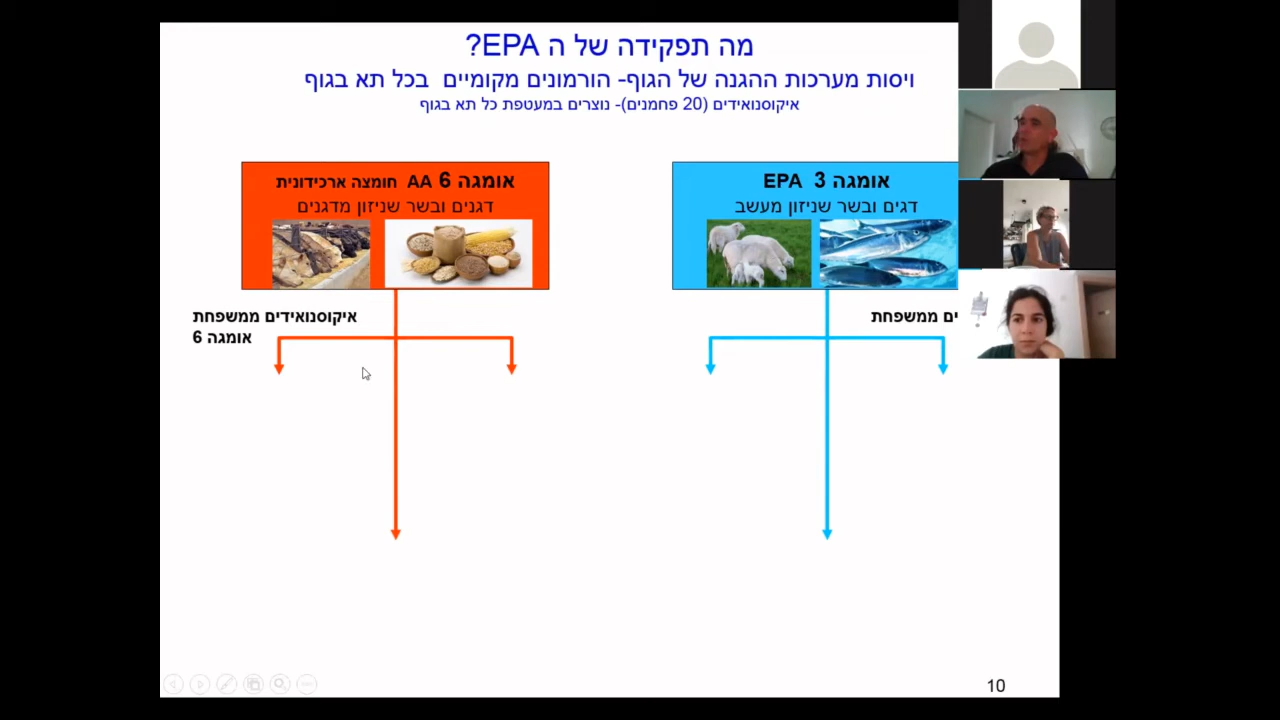 מה תפקידה של ה EPA?
ויסות מערכות ההגנה של הגוף- הורמונים מקומיים בכל תא בגוף
איקוסנואידים (20 פחמנים)- נוצרים במעטפת כל תא בגוף
אומגה 3 EPA
דגים ובשר שניזון מעשב
ים ממשפחת
אומגה 6 AA חומצה ארכידונית
דגנים ובשר שניזון מדגנים
איקוסנואידים ממשפחת
אומגה 6
10